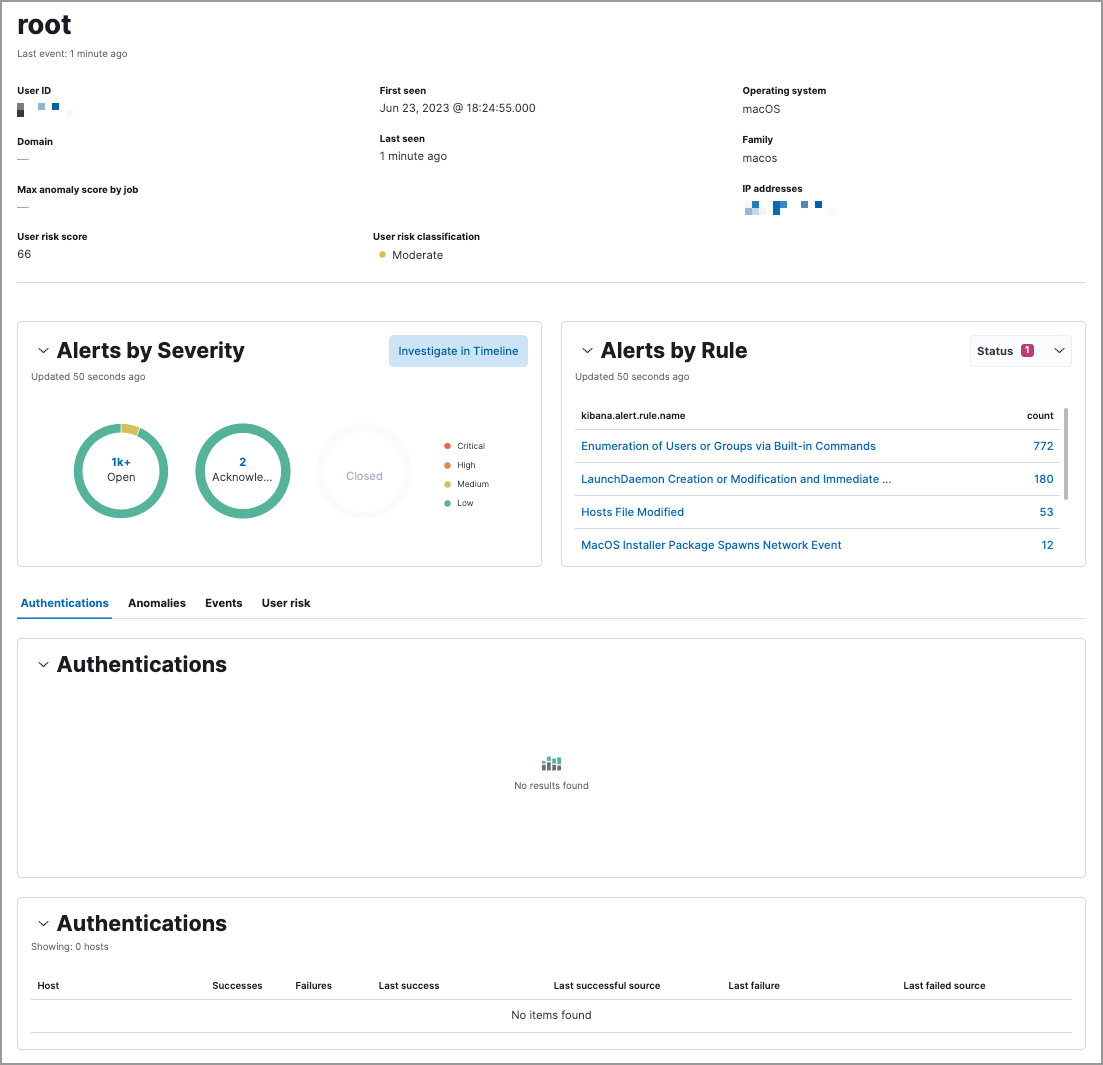 root
Last event: 1 minute ago
User ID
First seen
Jun 23, 2023 @ 18:24:55.000
Operating system
macOS
Domain
—
Last seen
1 minute ago
Family
macos
Max anomaly score by job
—
IP addresses
User risk score
66
User risk classification
Moderate
Alerts by Severity
Investigate in Timeline
Updated 50 seconds ago
1k+
Open
2
Acknowle...
Closed
Critical
High
Medium
Low
Alerts by Rule
Status 1
Updated 50 seconds ago
kibana.alert.rule.name count
Enumeration of Users or Groups via Built-in Commands 772
LaunchDaemon Creation or Modification and Immediate ... 180
Hosts File Modified 53
MacOS Installer Package Spawns Network Event 12
Authentications Anomalies Events User risk
Authentications
No results found
Authentications
Showing: 0 hosts
Host Successes Failures Last success Last successful source Last failure Last failed source
No items found